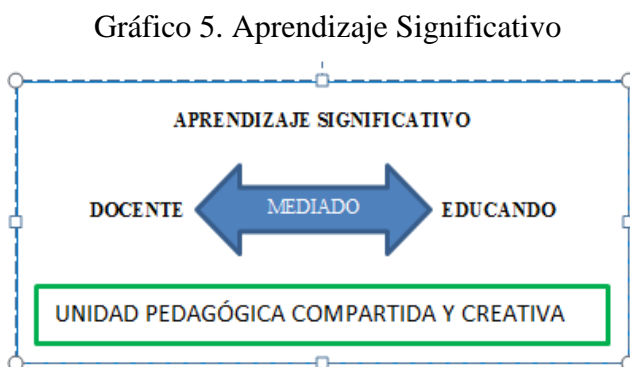 Gráfico 5. Aprendizaje Significativo
APRENDIZAJE SIGNIFICATIVO
DOCENTE MEDIADO EDUCANDO
UNIDAD PEDAGÓGICA COMPARTIDA Y CREATIVA